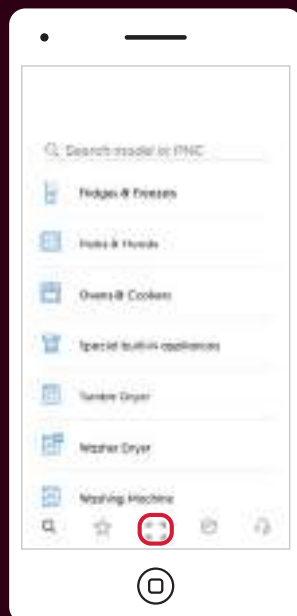 Search model or PNC
Fridges & Freezers
Hobs & Hoods
Ovens & Cookers
Special built-in appliances
Tumble Dryer
Washer Dryer
Washing Machine